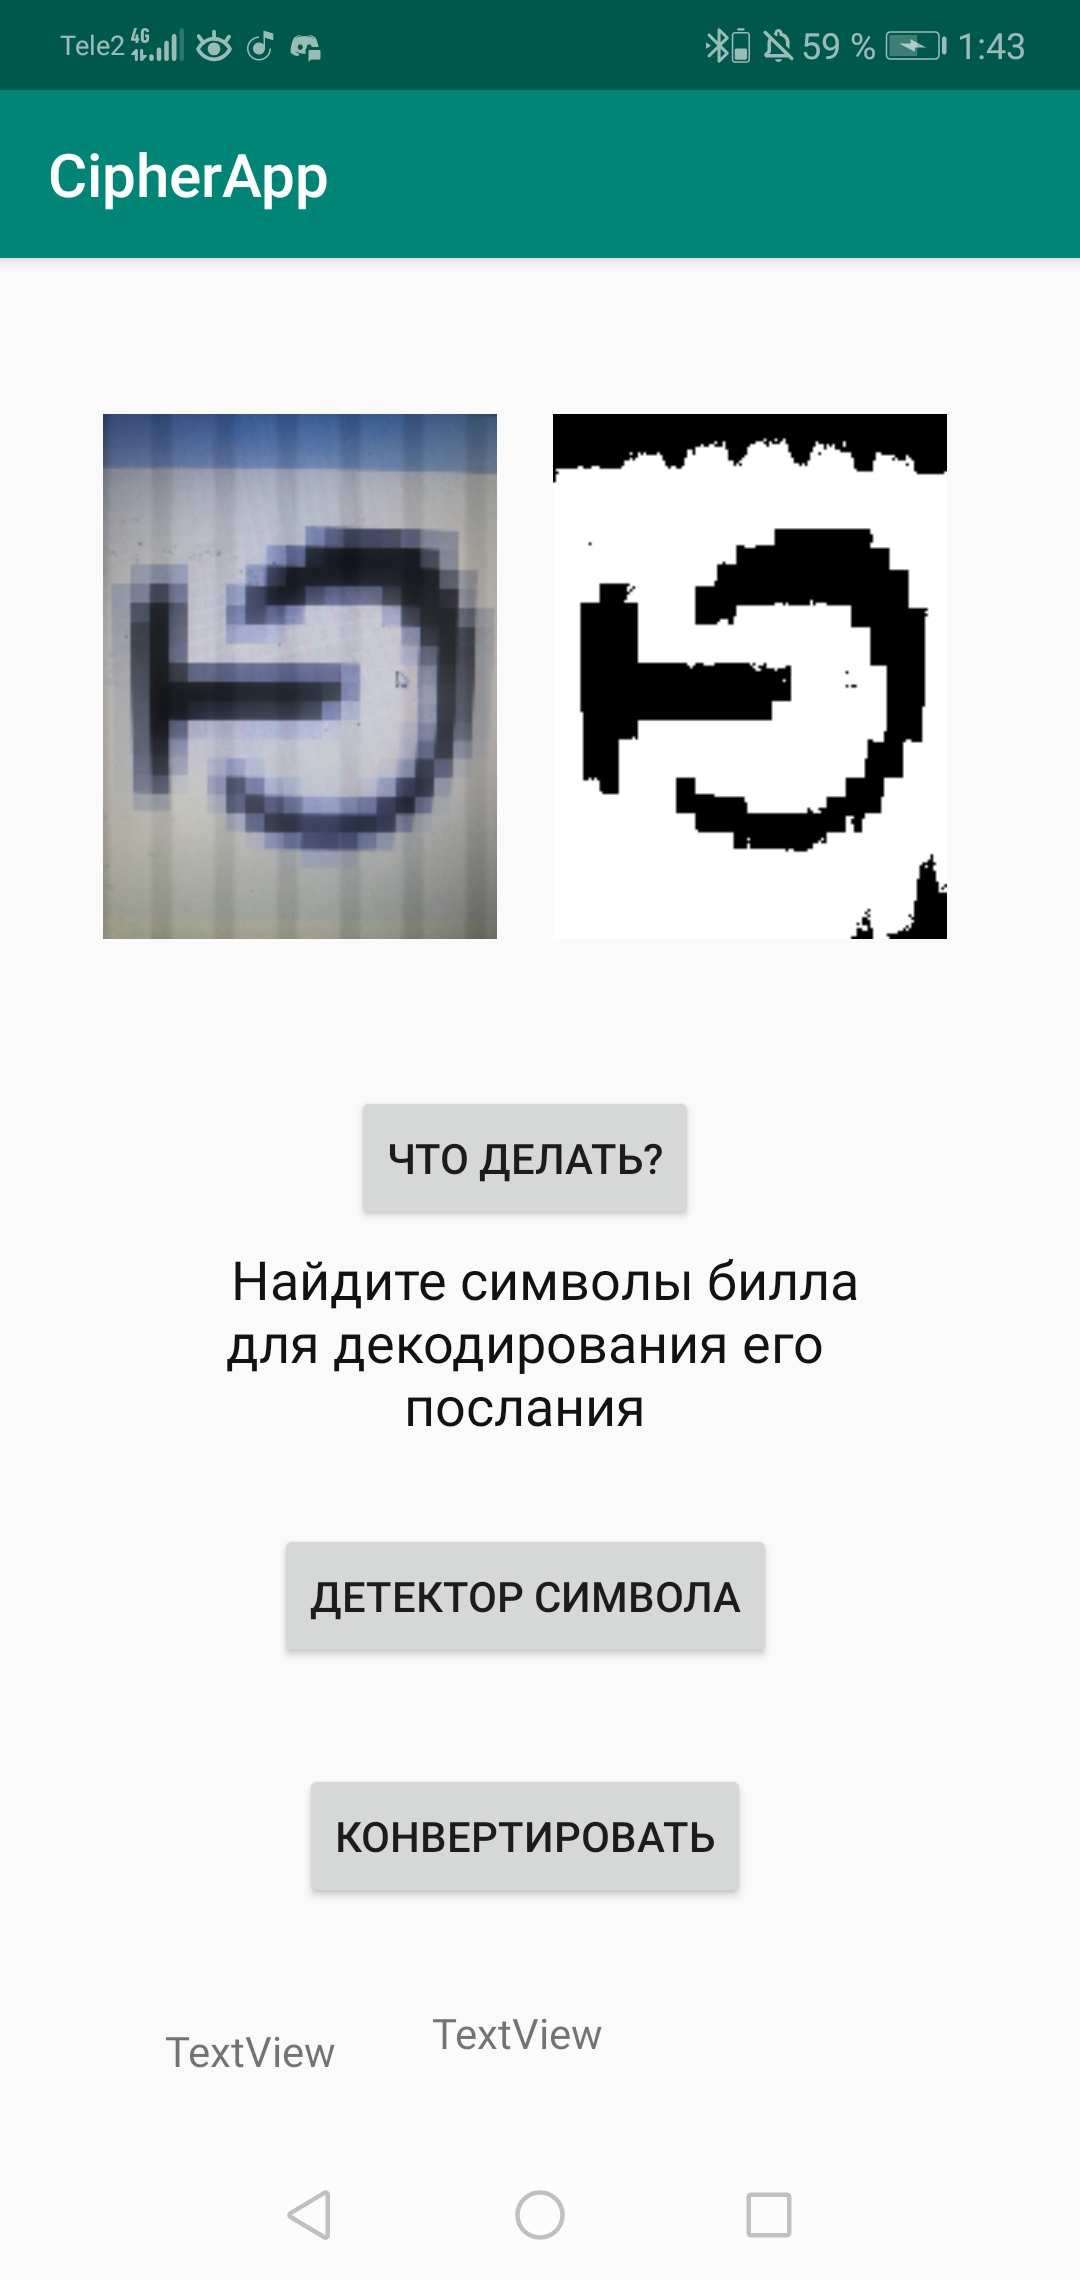 Tele2 4G 59 % 1:43
CipherApp
ЧТО ДЕЛАТЬ?
Найдите символы билла
для декодирования его
послания
ДЕТЕКТОР СИМВОЛА
КОНВЕРТИРОВАТЬ
TextView TextView